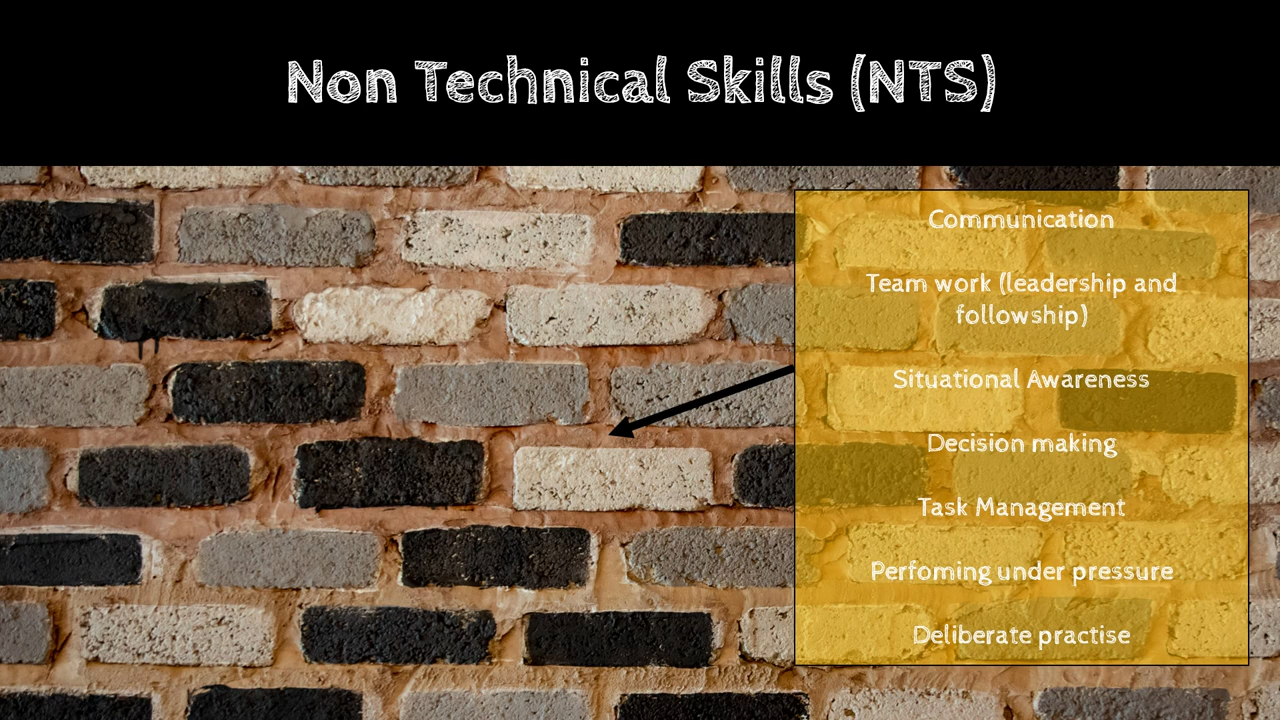 Non Technical Skills (NTS)
Communication
Team work (leadership and
followship)
Situational Awareness
Decision making
Task Management
Perfoming under pressure
Deliberate practise